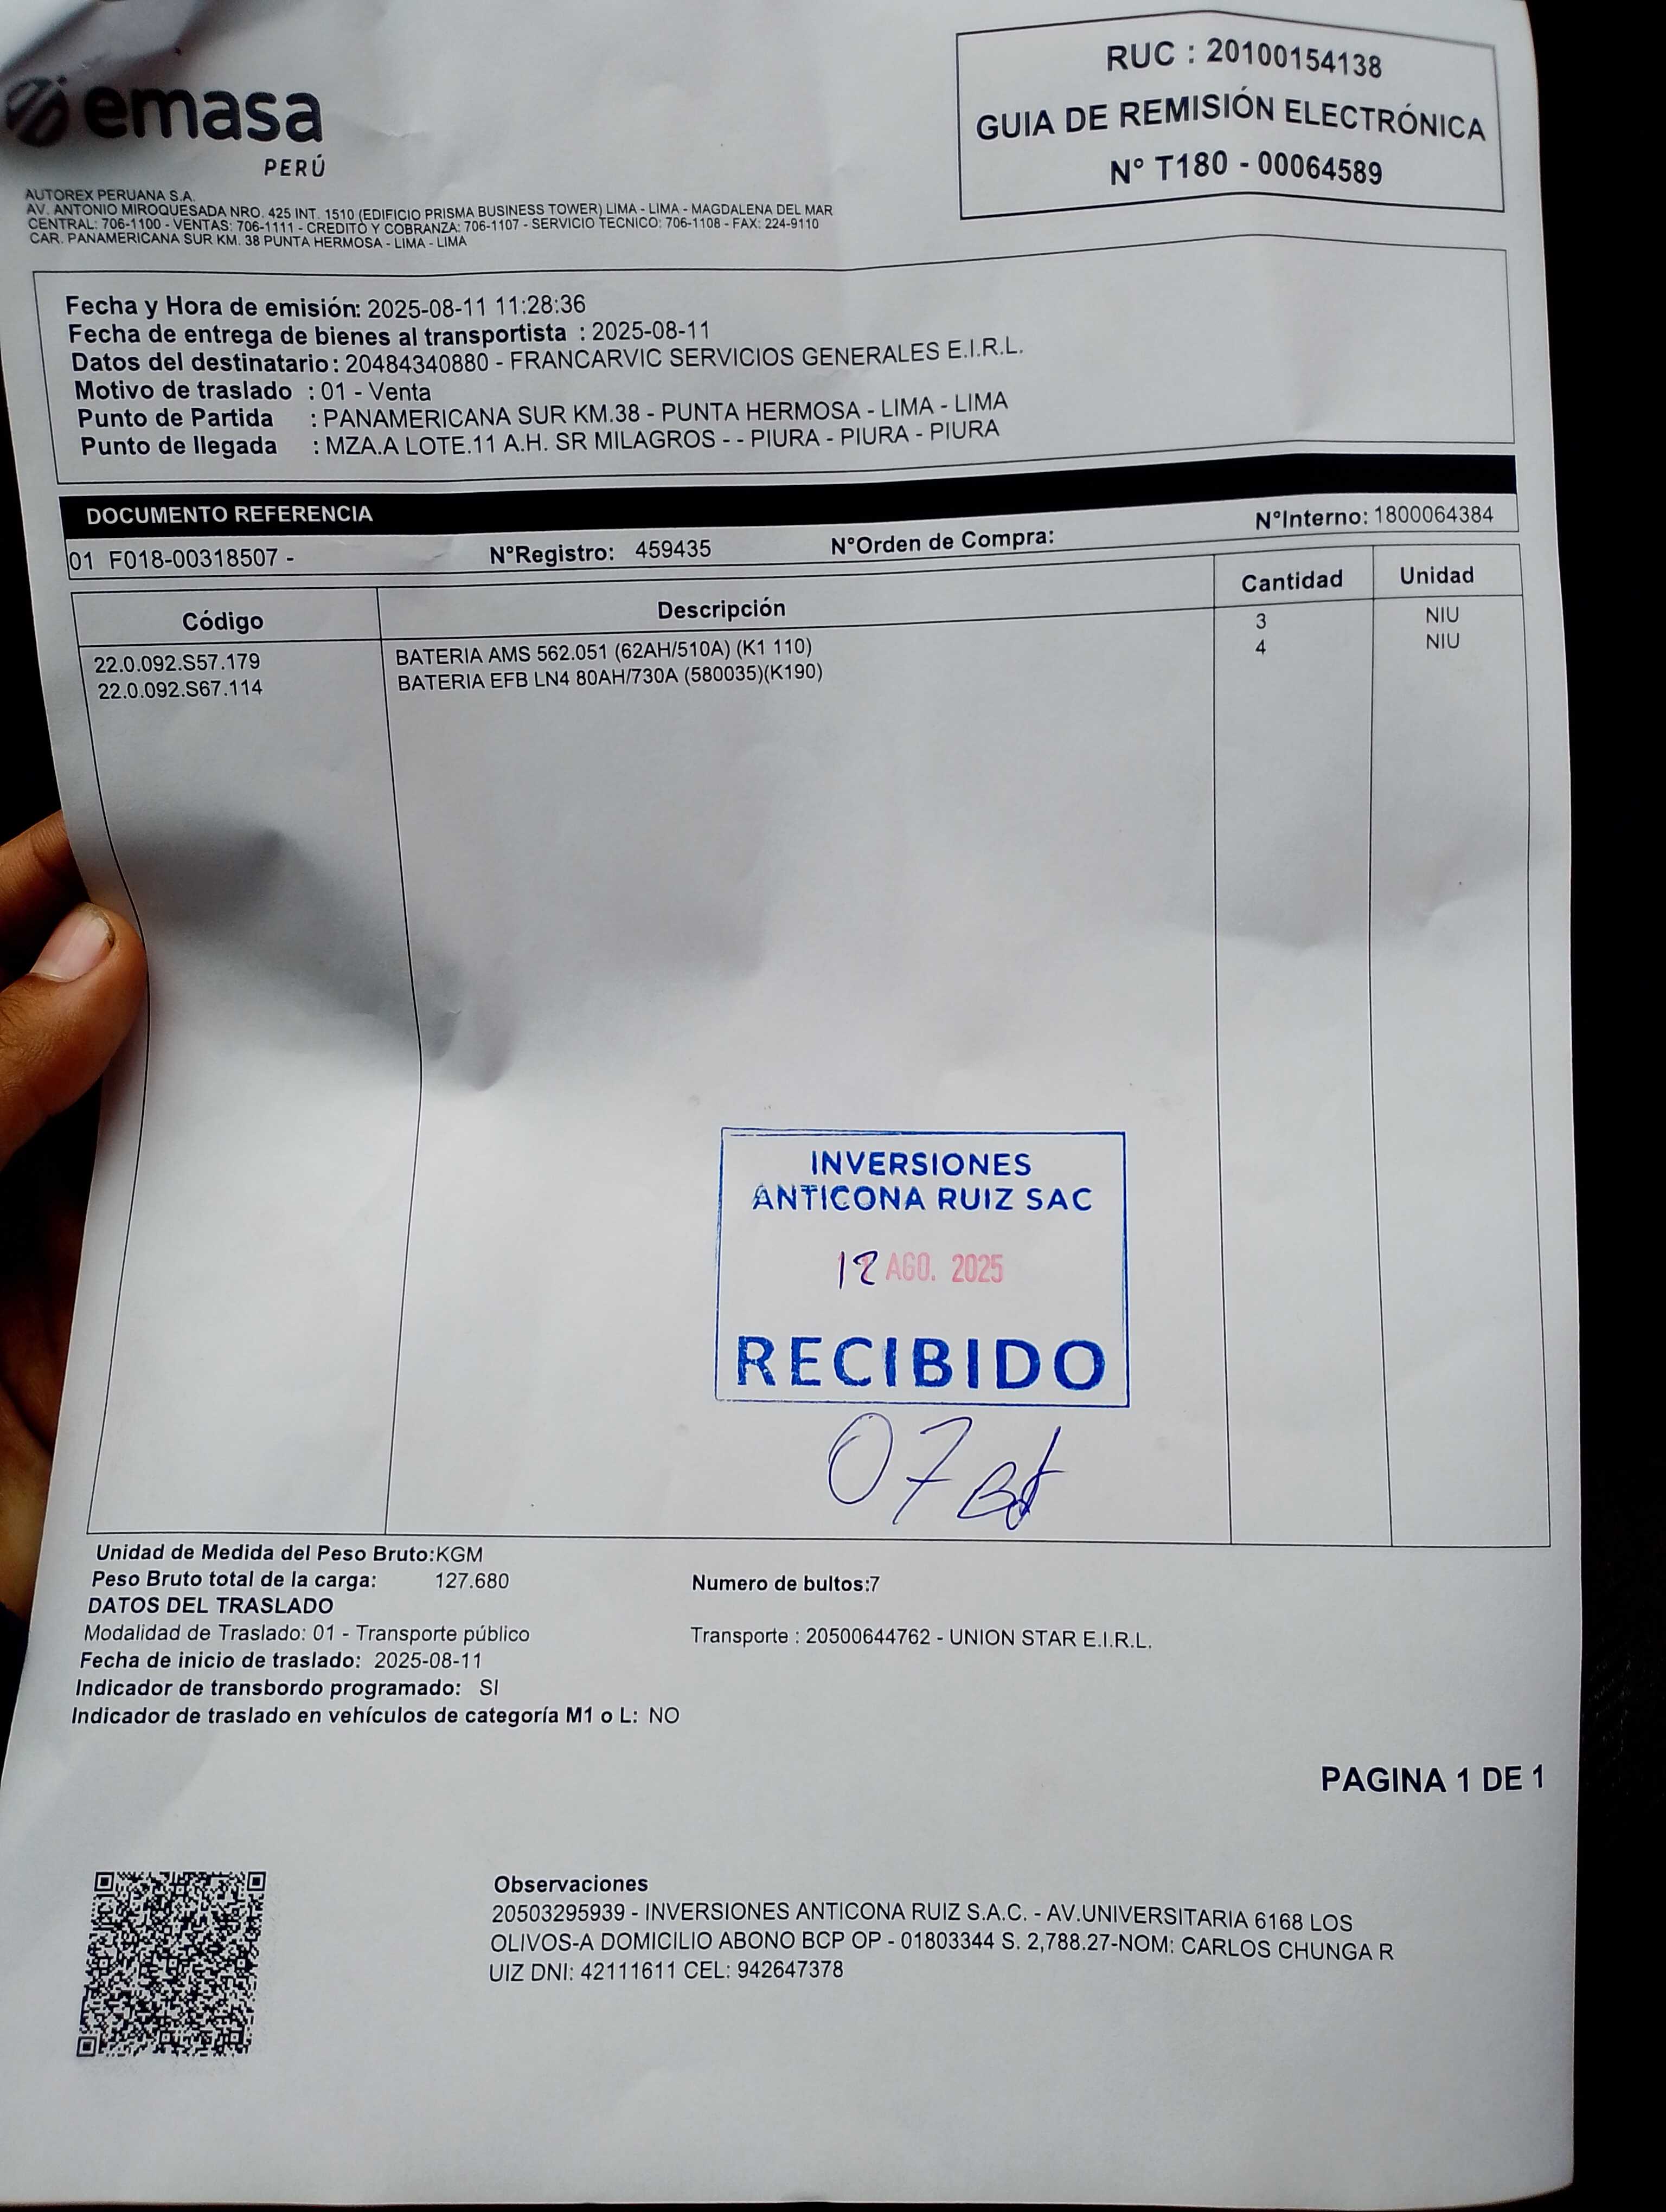 emasa
PERÚ
RUC : 20100154138
GUIA DE REMISIÓN ELECTRÓNICA
N° T180 - 00064589
AUTOREX PERUANA S.A.
AV. ANTONIO MIROQUESADA NRO. 425 INT. 1510 (EDIFICIO PRISMA BUSINESS TOWER) LIMA - LIMA - MAGDALENA DEL MAR
CENTRAL: 706-1100 - VENTAS: 706-1111 - CREDITO Y COBRANZA: 706-1107 - SERVICIO TECNICO: 706-1108 - FAX: 224-9110
CAR. PANAMERICANA SUR KM. 38 PUNTA HERMOSA - LIMA - LIMA
Fecha y Hora de emisión: 2025-08-11 11:28:36
Fecha de entrega de bienes al transportista : 2025-08-11
Datos del destinatario : 20484340880 - FRANCARVIC SERVICIOS GENERALES E.I.R.L.
Motivo de traslado : 01 - Venta
Punto de Partida : PANAMERICANA SUR KM.38 - PUNTA HERMOSA - LIMA - LIMA
Punto de llegada : MZA.A LOTE.11 A.H. SR MILAGROS - - PIURA - PIURA - PIURA
DOCUMENTO REFERENCIA
01 F018-00318507 - N°Registro: 459435 N°Orden de Compra: N°Interno: 1800064384
Código Descripción Cantidad Unidad
22.0.092.S57.179 BATERIA AMS 562.051 (62AH/510A) (K1 110) 3 NIU
22.0.092.S67.114 BATERIA EFB LN4 80AH/730A (580035)(K190) 4 NIU
INVERSIONES
ANTICONA RUIZ SAC
12 AGO. 2025
RECIBIDO
07
Unidad de Medida del Peso Bruto:KGM
Peso Bruto total de la carga: 127.680 Numero de bultos:7
DATOS DEL TRASLADO
Modalidad de Traslado: 01 - Transporte público Transporte : 20500644762 - UNION STAR E.I.R.L.
Fecha de inicio de traslado: 2025-08-11
Indicador de transbordo programado: SI
Indicador de traslado en vehículos de categoría M1 o L: NO
PAGINA 1 DE 1
Observaciones
20503295939 - INVERSIONES ANTICONA RUIZ S.A.C. - AV.UNIVERSITARIA 6168 LOS
OLIVOS-A DOMICILIO ABONO BCP OP - 01803344 S. 2,788.27-NOM: CARLOS CHUNGA R
UIZ DNI: 42111611 CEL: 942647378